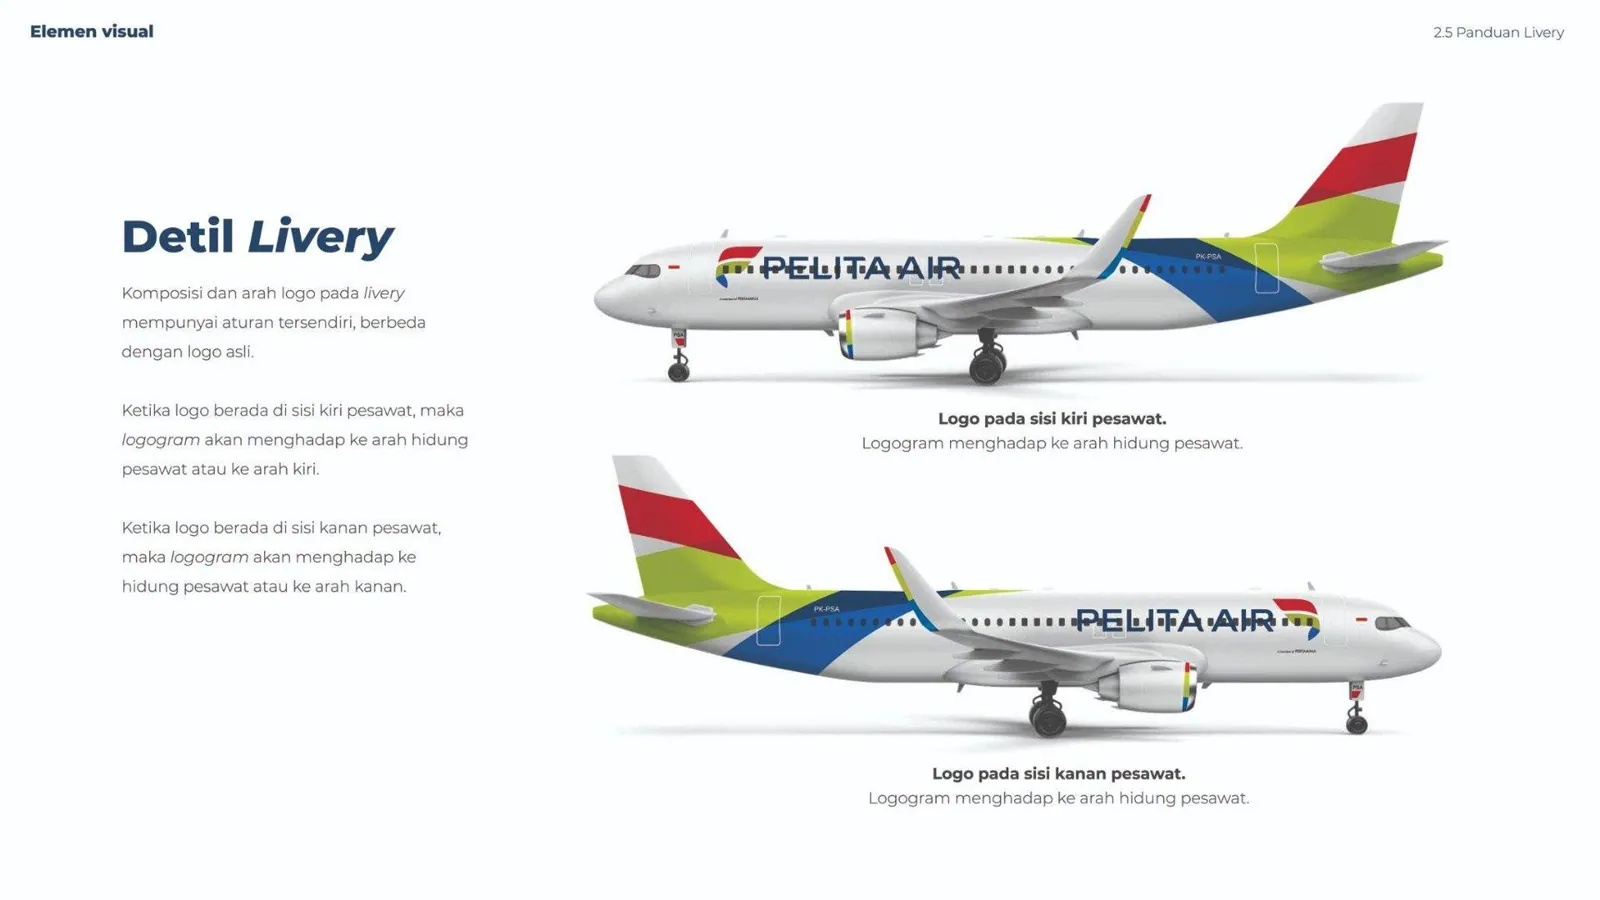 Elemen visual
2.5 Panduan Livery
Detil Livery
Komposisi dan arah logo pada livery
mempunyai aturan tersendiri, berbeda
dengan logo asli.
Ketika logo berada di sisi kiri pesawat, maka
logogram akan menghadap ke arah hidung
pesawat atau ke arah kiri.
Ketika logo berada di sisi kanan pesawat,
maka logogram akan menghadap ke
hidung pesawat atau ke arah kanan.
PELITA AIR
PK-PSA
PSA
Logo pada sisi kiri pesawat.
Logogram menghadap ke arah hidung pesawat.
PK-PSA
PELITA AIR
PSA
Logo pada sisi kanan pesawat.
Logogram menghadap ke arah hidung pesawat.